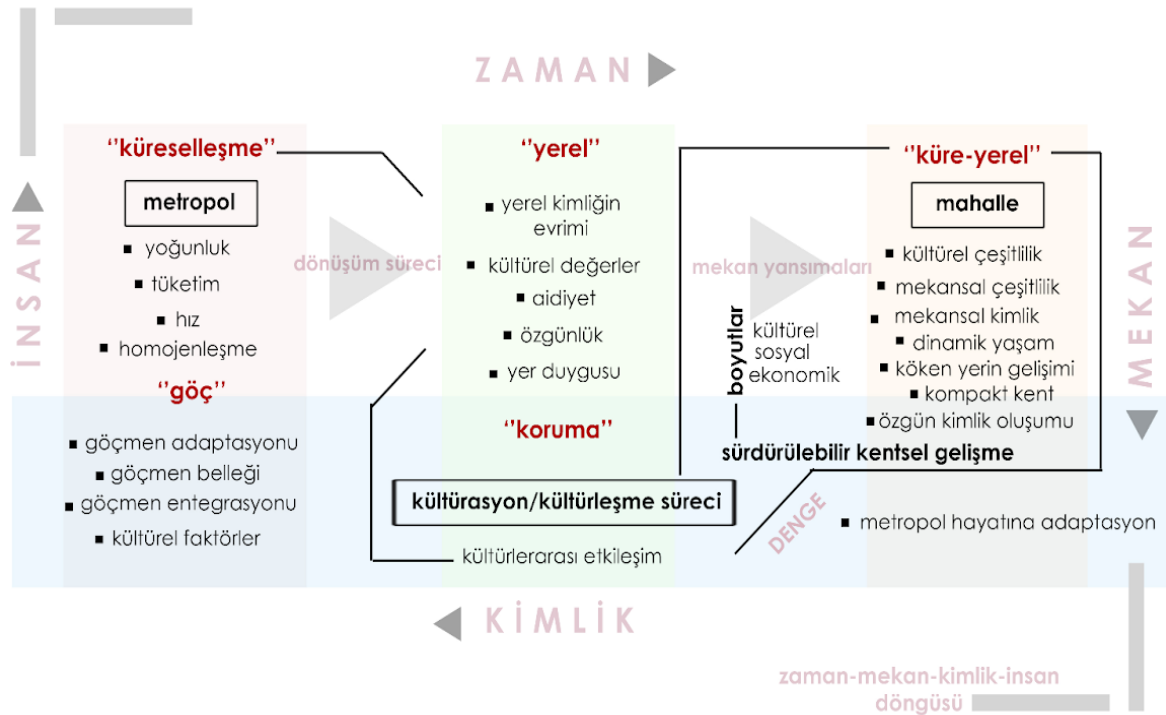 ZAMAN
İNSAN
"küreselleşme"
metropol
▪ yoğunluk
▪ tüketim
▪ hız
▪ homojenleşme
"göç"
▪ göçmen adaptasyonu
▪ göçmen belleği
▪ göçmen entegrasyonu
▪ kültürel faktörler
dönüşüm süreci
"yerel"
▪ yerel kimliğin
evrimi
▪ kültürel değerler
▪ aidiyet
▪ özgünlük
▪ yer duygusu
"koruma"
kültürasyon/kültürleşme süreci
kültürlerarası etkileşim
mekan yansımaları
boyutlar
kültürel
sosyal
ekonomik
sürdürülebilir kentsel gelişme
DENGE
"küre-yerel"
mahalle
▪ kültürel çeşitlilik
▪ mekansal çeşitlilik
▪ mekansal kimlik
▪ dinamik yaşam
▪ köken yerin gelişimi
▪ kompakt kent
▪ özgün kimlik oluşumu
▪ metropol hayatına adaptasyon
MEKAN
KİMLİK
zaman-mekan-kimlik-insan
döngüsü